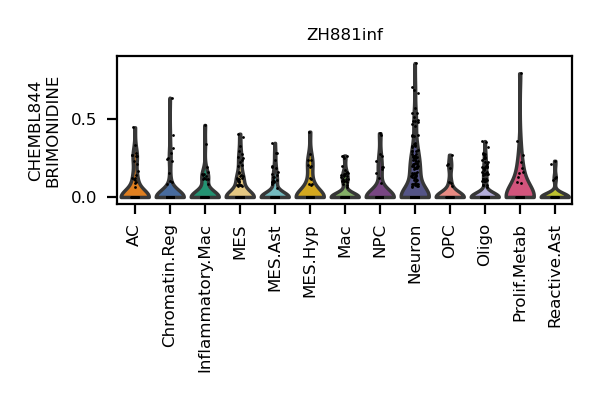 ZH881inf
CHEMBL844
BRIMONIDINE
0.5
0.0
AC
Chromatin.Reg
Inflammatory.Mac
MES
MES.Ast
MES.Hyp
Mac
NPC
Neuron
OPC
Oligo
Prolif.Metab
Reactive.Ast